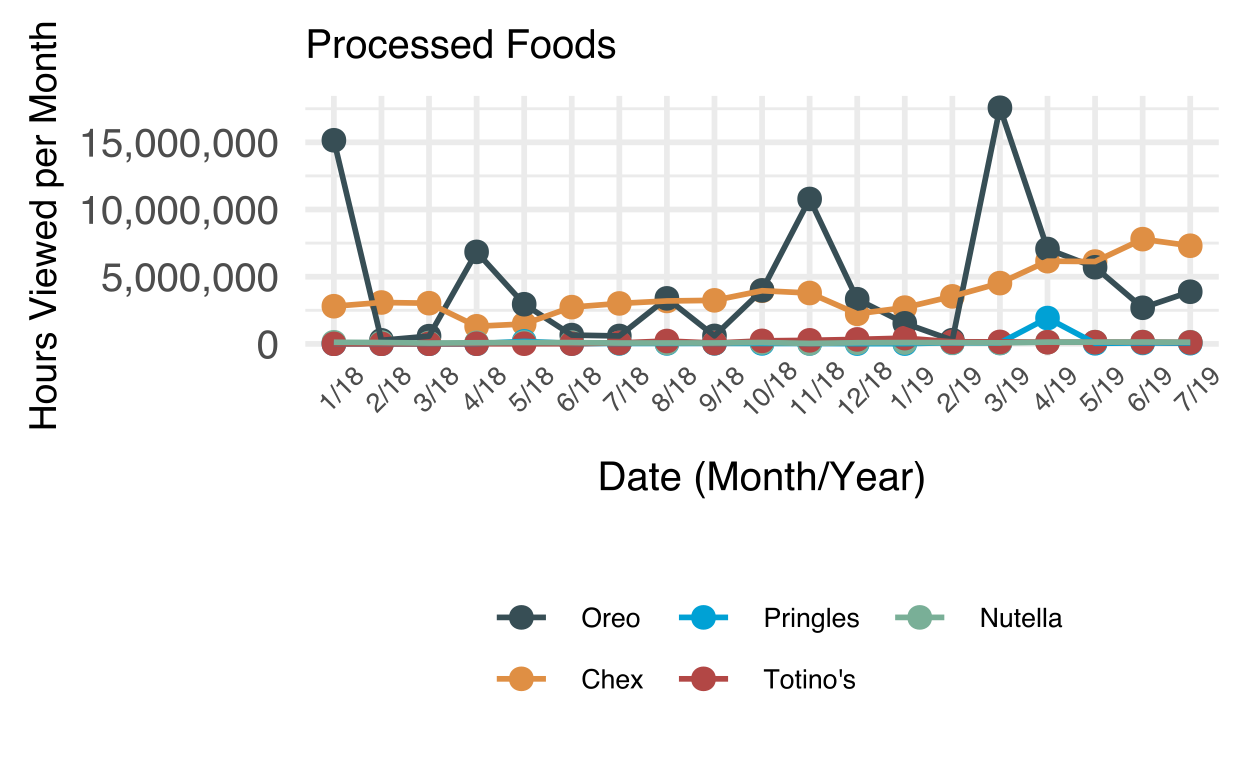 Processed Foods
Hours Viewed per Month
15,000,000
10,000,000
5,000,000
0
1/18 2/18 3/18 4/18 5/18 6/18 7/18 8/18 9/18 10/18 11/18 12/18 1/19 2/19 3/19 4/19 5/19 6/19 7/19
Date (Month/Year)
Oreo Pringles Nutella
Chex Totino's